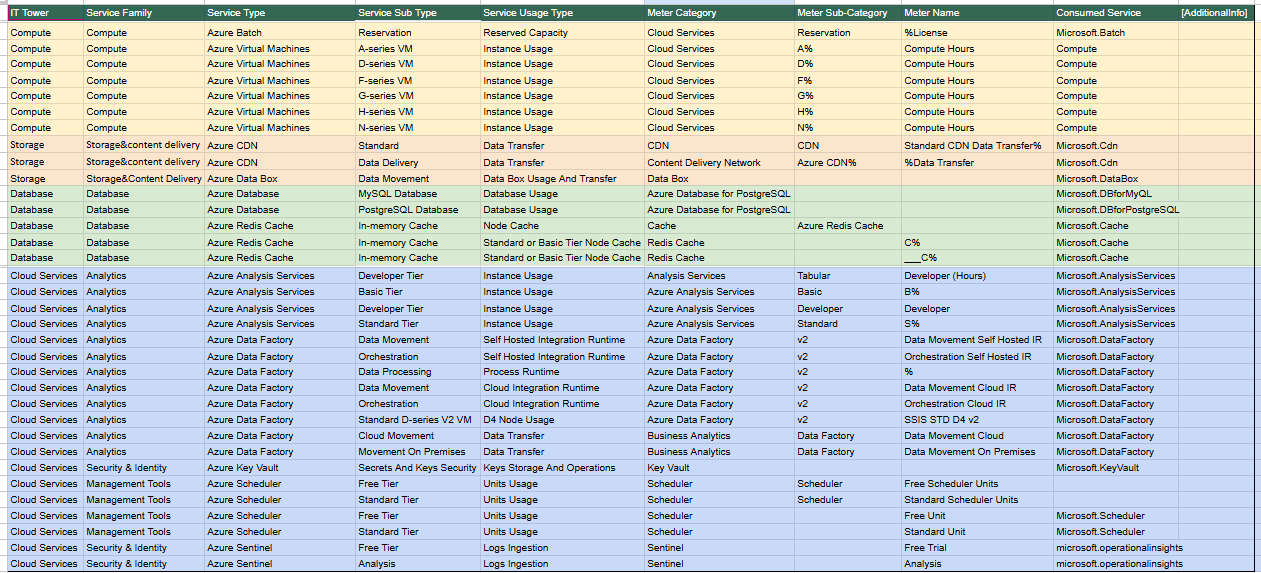 IT Tower Service Family Service Type Service Sub Type Service Usage Type Meter Category Meter Sub-Category Meter Name Consumed Service [AdditionalInfo]
Compute Compute Azure Batch Reservation Reserved Capacity Cloud Services Reservation %License Microsoft.Batch
Compute Compute Azure Virtual Machines A-series VM Instance Usage Cloud Services A% Compute Hours Compute
Compute Compute Azure Virtual Machines D-series VM Instance Usage Cloud Services D% Compute Hours Compute
Compute Compute Azure Virtual Machines F-series VM Instance Usage Cloud Services F% Compute Hours Compute
Compute Compute Azure Virtual Machines G-series VM Instance Usage Cloud Services G% Compute Hours Compute
Compute Compute Azure Virtual Machines H-series VM Instance Usage Cloud Services H% Compute Hours Compute
Compute Compute Azure Virtual Machines N-series VM Instance Usage Cloud Services N% Compute Hours Compute
Storage Storage&content delivery Azure CDN Standard Data Transfer CDN CDN Standard CDN Data Transfer% Microsoft.Cdn
Storage Storage&content delivery Azure CDN Data Delivery Data Transfer Content Delivery Network Azure CDN% %Data Transfer Microsoft.Cdn
Storage Storage&Content Delivery Azure Data Box Data Movement Data Box Usage And Transfer Data Box Microsoft.DataBox
Database Database Azure Database MySQL Database Database Usage Azure Database for PostgreSQL Microsoft.DBforMyQL
Database Database Azure Database PostgreSQL Database Database Usage Azure Database for PostgreSQL Microsoft.DBforPostgreSQL
Database Database Azure Redis Cache In-memory Cache Node Cache Cache Azure Redis Cache Microsoft.Cache
Database Database Azure Redis Cache In-memory Cache Standard or Basic Tier Node Cache Redis Cache C% Microsoft.Cache
Database Database Azure Redis Cache In-memory Cache Standard or Basic Tier Node Cache Redis Cache ___C% Microsoft.Cache
Cloud Services Analytics Azure Analysis Services Developer Tier Instance Usage Analysis Services Tabular Developer (Hours) Microsoft.AnalysisServices
Cloud Services Analytics Azure Analysis Services Basic Tier Instance Usage Azure Analysis Services Basic B% Microsoft.AnalysisServices
Cloud Services Analytics Azure Analysis Services Developer Tier Instance Usage Azure Analysis Services Developer Developer Microsoft.AnalysisServices
Cloud Services Analytics Azure Analysis Services Standard Tier Instance Usage Azure Analysis Services Standard S% Microsoft.AnalysisServices
Cloud Services Analytics Azure Data Factory Data Movement Self Hosted Integration Runtime Azure Data Factory v2 Data Movement Self Hosted IR Microsoft.DataFactory
Cloud Services Analytics Azure Data Factory Orchestration Self Hosted Integration Runtime Azure Data Factory v2 Orchestration Self Hosted IR Microsoft.DataFactory
Cloud Services Analytics Azure Data Factory Data Processing Process Runtime Azure Data Factory v2 % Microsoft.DataFactory
Cloud Services Analytics Azure Data Factory Data Movement Cloud Integration Runtime Azure Data Factory v2 Data Movement Cloud IR Microsoft.DataFactory
Cloud Services Analytics Azure Data Factory Orchestration Cloud Integration Runtime Azure Data Factory v2 Orchestration Cloud IR Microsoft.DataFactory
Cloud Services Analytics Azure Data Factory Standard D-series V2 VM D4 Node Usage Azure Data Factory v2 SSIS STD D4 v2 Microsoft.DataFactory
Cloud Services Analytics Azure Data Factory Cloud Movement Data Transfer Business Analytics Data Factory Data Movement Cloud Microsoft.DataFactory
Cloud Services Analytics Azure Data Factory Movement On Premises Data Transfer Business Analytics Data Factory Data Movement On Premises Microsoft.DataFactory
Cloud Services Security & Identity Azure Key Vault Secrets And Keys Security Keys Storage And Operations Key Vault Microsoft.KeyVault
Cloud Services Management Tools Azure Scheduler Free Tier Units Usage Scheduler Scheduler Free Scheduler Units
Cloud Services Management Tools Azure Scheduler Standard Tier Units Usage Scheduler Scheduler Standard Scheduler Units
Cloud Services Management Tools Azure Scheduler Free Tier Units Usage Scheduler Free Unit Microsoft.Scheduler
Cloud Services Management Tools Azure Scheduler Standard Tier Units Usage Scheduler Standard Unit Microsoft.Scheduler
Cloud Services Security & Identity Azure Sentinel Free Tier Logs Ingestion Sentinel Free Trial microsoft.operationalinsights
Cloud Services Security & Identity Azure Sentinel Analysis Logs Ingestion Sentinel Analysis microsoft.operationalinsights